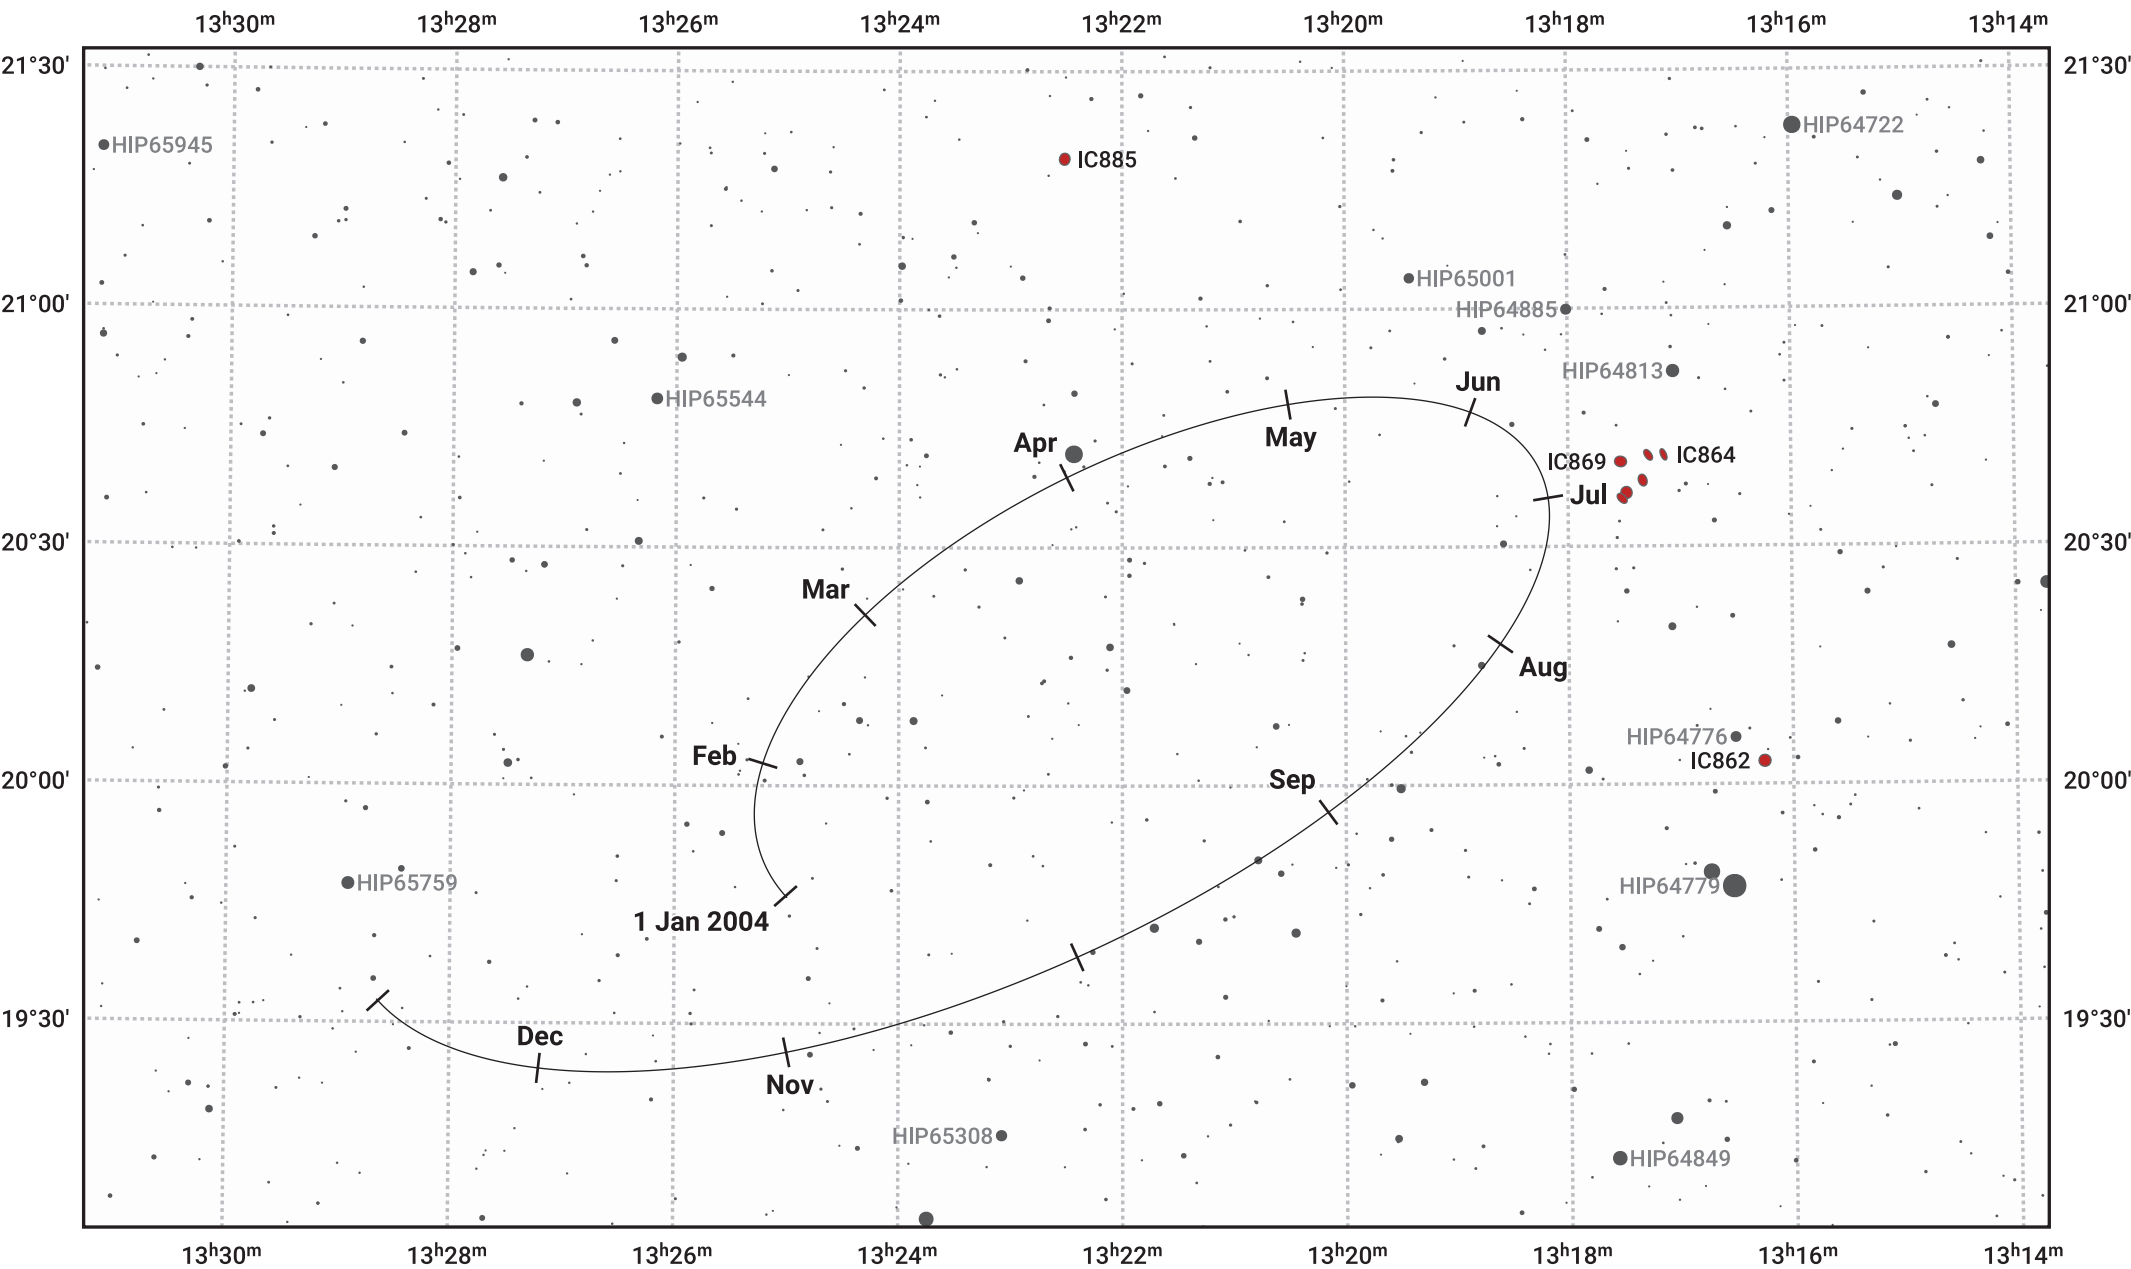 13ʰ30ᵐ 13ʰ28ᵐ 13ʰ26ᵐ 13ʰ24ᵐ 13ʰ22ᵐ 13ʰ20ᵐ 13ʰ18ᵐ 13ʰ16ᵐ 13ʰ14ᵐ
21°30' 21°30'
HIP64722
HIP65945
IC885
HIP65001
21°00' 21°00'
HIP64885
HIP64813
Jun
HIP65544
May
Apr
IC864
IC869
Jul
20°30' 20°30'
Mar
Aug
HIP64776
Feb
IC862
20°00' 20°00'
Sep
HIP65759
HIP64779
1 Jan 2004
19°30' 19°30'
Dec
Nov
HIP65308
HIP64849
13ʰ30ᵐ 13ʰ28ᵐ 13ʰ26ᵐ 13ʰ24ᵐ 13ʰ22ᵐ 13ʰ20ᵐ 13ʰ18ᵐ 13ʰ16ᵐ 13ʰ14ᵐ